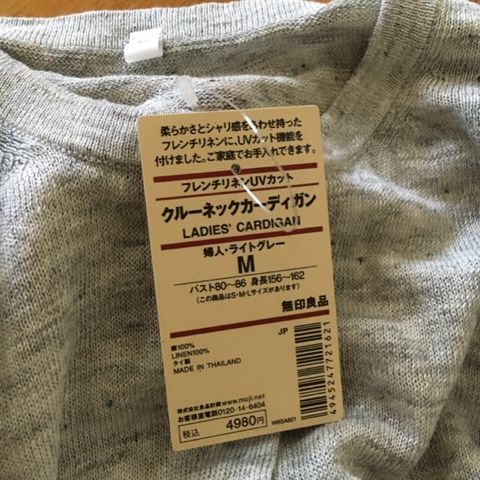 柔らかさとシャリ感をあわせ持った
フレンチリネンに、UVカット機能を
付けました。ご家庭でお手入れできます。
フレンチリネンUVカット
クルーネックカーディガン
LADIES' CARDIGAN
婦人・ライトグレー
M
バスト80〜86 身長156〜162
(この商品はS・M・Lサイズがあります)
無印良品
JP
麻100%
LINEN100%
タイ製
MADE IN THAILAND
株式会社良品計画 www.muji.net
お客様室電話0120-14-6404
税込 4980円
W6SA921
4945247721621